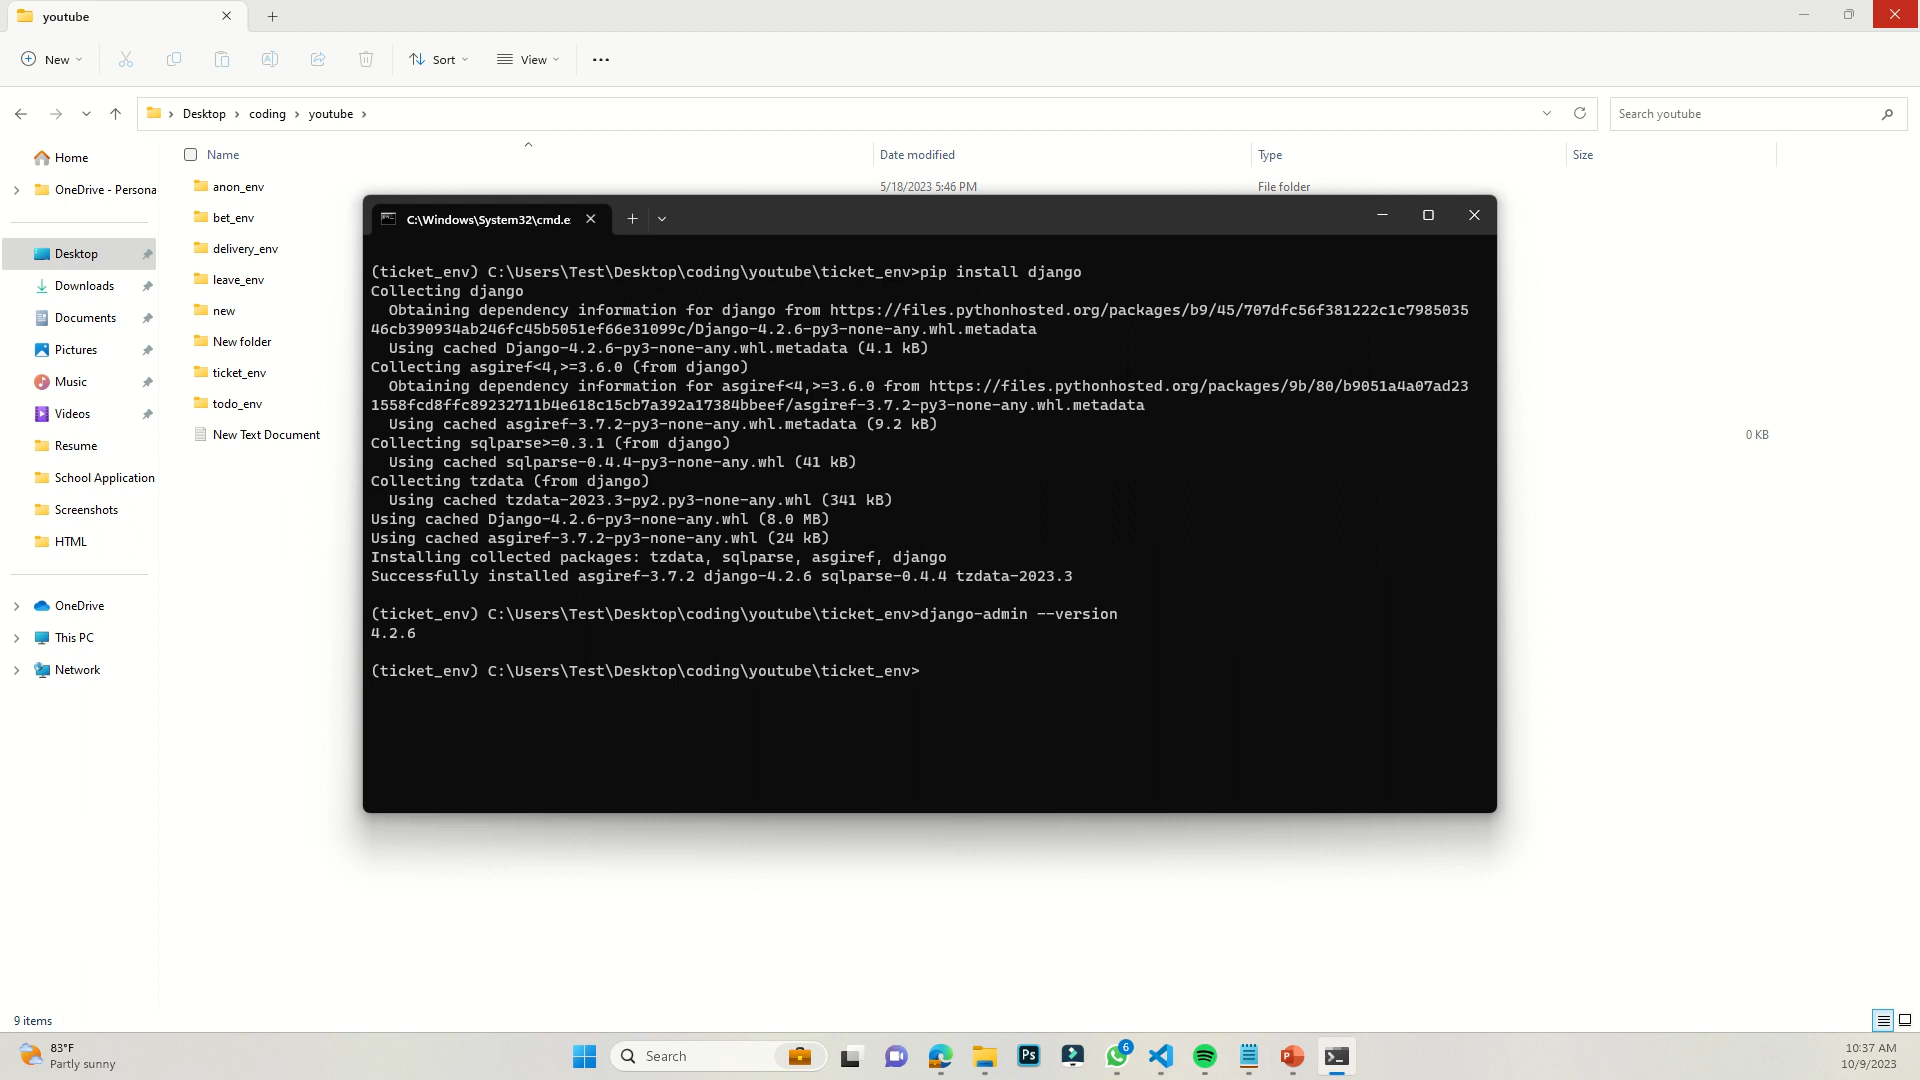 youtube
New
Sort
View
Desktop
coding
youtube
Search youtube
Name
Date modified
Type
Size
Home
OneDrive - Persona
Desktop
Downloads
Documents
Pictures
Music
Videos
Resume
School Application
Screenshots
HTML
OneDrive
This PC
Network
anon_env
5/18/2023 5:46 PM
File folder
bet_env
delivery_env
leave_env
new
New folder
ticket_env
todo_env
New Text Document
0 KB
C:\Windows\System32\cmd.e
(ticket_env) C:\Users\Test\Desktop\coding\youtube\ticket_env>pip install django
Collecting django
  Obtaining dependency information for django from https://files.pythonhosted.org/packages/b9/45/707dfc56f381222c1c7985035
46cb390934ab246fc45b5051ef66e31099c/Django-4.2.6-py3-none-any.whl.metadata
  Using cached Django-4.2.6-py3-none-any.whl.metadata (4.1 kB)
Collecting asgiref<4,>=3.6.0 (from django)
  Obtaining dependency information for asgiref<4,>=3.6.0 from https://files.pythonhosted.org/packages/9b/80/b9051a4a07ad23
1558fcd8ffc89232711b4e618c15cb7a392a17384bbeef/asgiref-3.7.2-py3-none-any.whl.metadata
  Using cached asgiref-3.7.2-py3-none-any.whl.metadata (9.2 kB)
Collecting sqlparse>=0.3.1 (from django)
  Using cached sqlparse-0.4.4-py3-none-any.whl (41 kB)
Collecting tzdata (from django)
  Using cached tzdata-2023.3-py2.py3-none-any.whl (341 kB)
Using cached Django-4.2.6-py3-none-any.whl (8.0 MB)
Using cached asgiref-3.7.2-py3-none-any.whl (24 kB)
Installing collected packages: tzdata, sqlparse, asgiref, django
Successfully installed asgiref-3.7.2 django-4.2.6 sqlparse-0.4.4 tzdata-2023.3
(ticket_env) C:\Users\Test\Desktop\coding\youtube\ticket_env>django-admin --version
4.2.6
(ticket_env) C:\Users\Test\Desktop\coding\youtube\ticket_env>
9 items
83°F
Partly sunny
Search
Ps
6
P
10:37 AM
10/9/2023